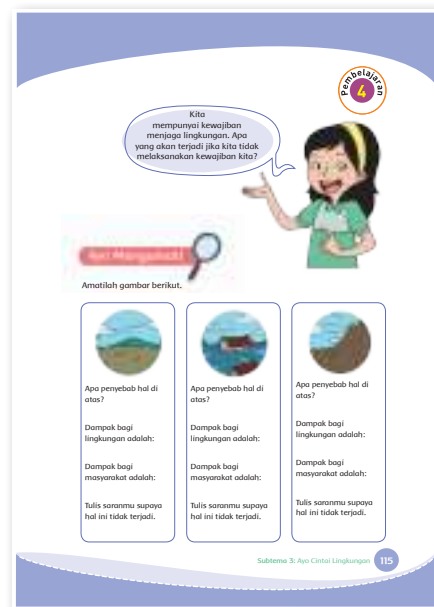 Pembelajaran
4
Kita
mempunyai kewajiban
menjaga lingkungan. Apa
yang akan terjadi jika kita tidak
melaksanakan kewajiban kita?
Ayo Mengamati
Amatilah gambar berikut.
Apa penyebab hal di
atas?
Dampak bagi
lingkungan adalah:
Dampak bagi
masyarakat adalah:
Tulis saranmu supaya
hal ini tidak terjadi.
Apa penyebab hal di
atas?
Dampak bagi
lingkungan adalah:
Dampak bagi
masyarakat adalah:
Tulis saranmu supaya
hal ini tidak terjadi.
Apa penyebab hal di
atas?
Dampak bagi
lingkungan adalah:
Dampak bagi
masyarakat adalah:
Tulis saranmu supaya
hal ini tidak terjadi.
Subtema 3: Ayo Cintai Lingkungan 115